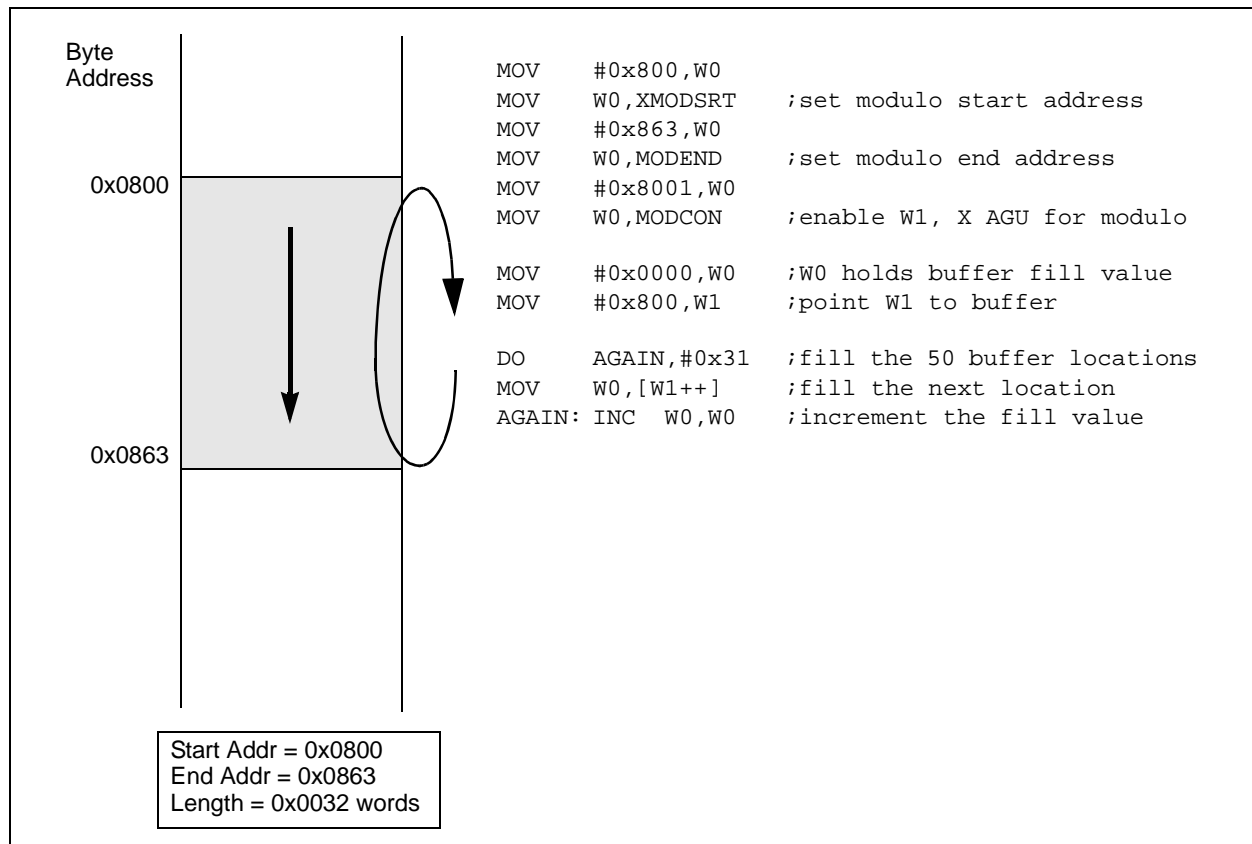 Byte
Address
0x0800
0x0863
MOV #0x800,W0
MOV W0,XMODSRT ;set modulo start address
MOV #0x863,W0
MOV W0,MODEND ;set modulo end address
MOV #0x8001,W0
MOV W0,MODCON ;enable W1, X AGU for modulo
MOV #0x0000,W0 ;W0 holds buffer fill value
MOV #0x800,W1 ;point W1 to buffer
DO AGAIN,#0x31 ;fill the 50 buffer locations
MOV W0,[W1++] ;fill the next location
AGAIN: INC W0,W0 ;increment the fill value
Start Addr = 0x0800
End Addr = 0x0863
Length = 0x0032 words